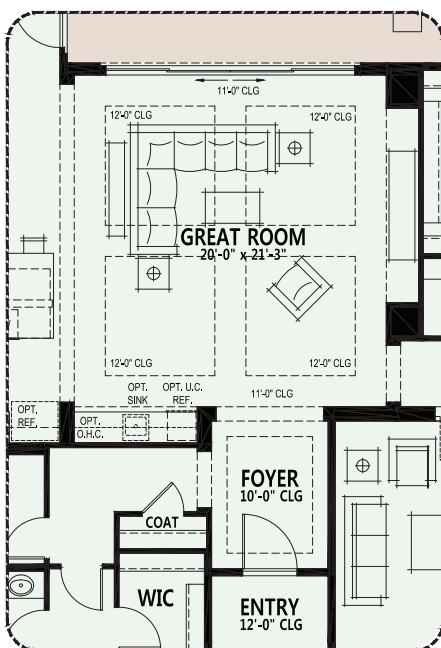 11'-0" CLG
12'-0" CLG
12'-0" CLG
GREAT ROOM
20'-0" x 21'-3"
12'-0" CLG
12'-0" CLG
OPT.
SINK
OPT. U.C.
REF.
11'-0" CLG
OPT.
REF.
OPT.
O.H.C.
FOYER
10'-0" CLG
COAT
WIC
ENTRY
12'-0" CLG